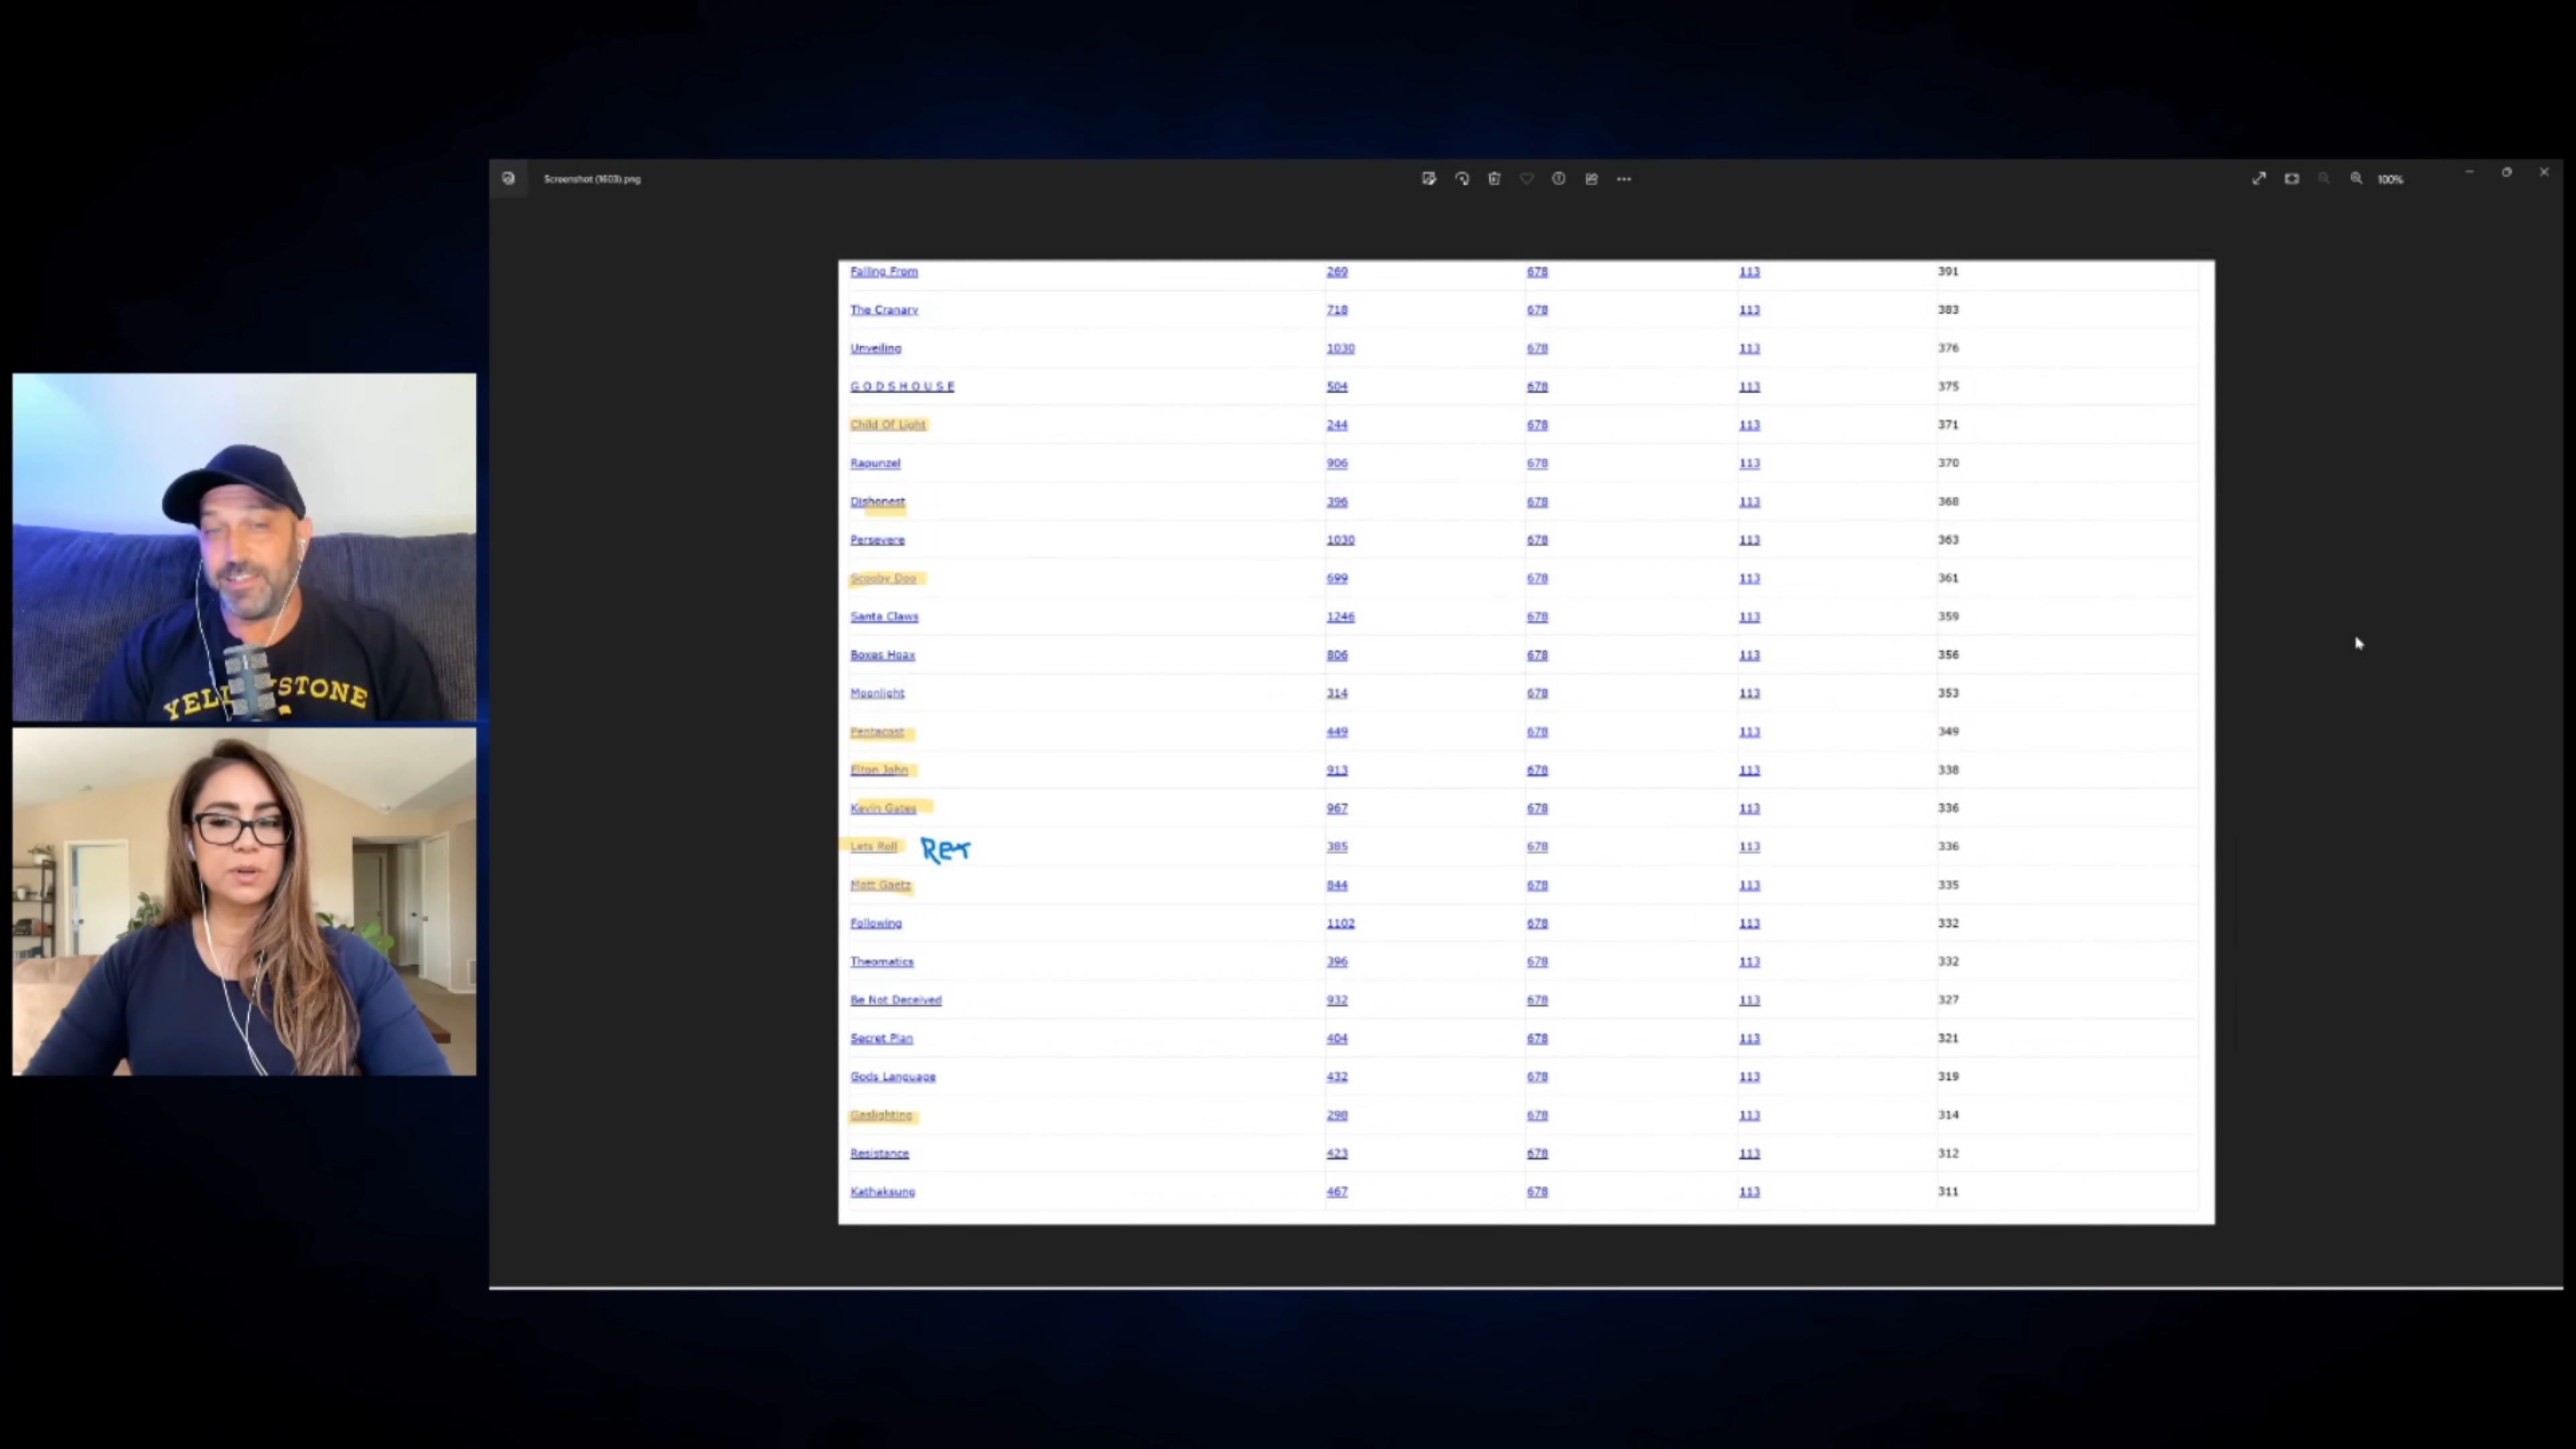 Screenshot (1603).png
100%
Falling From 269 678 113 391
The Cranary 718 678 113 383
Unveiling 1030 678 113 376
G O D S H O U S E 504 678 113 375
Child Of Light 244 678 113 371
Rapunzel 906 678 113 370
Dishonest 396 678 113 368
Persevere 1030 678 113 363
Scooby Doo 699 678 113 361
Santa Claws 1246 678 113 359
Boxes Hoax 806 678 113 356
Moonlight 314 678 113 353
Pentacost 449 678 113 349
Elton John 913 678 113 338
Kevin Gates 967 678 113 336
Lets Roll Rer 385 678 113 336
Matt Gaetz 844 678 113 335
Following 1102 678 113 332
Theomatics 396 678 113 332
Be Not Deceived 932 678 113 327
Secret Plan 404 678 113 321
Gods Language 432 678 113 319
Gaslighting 298 678 113 314
Resistance 423 678 113 312
Kathaksung 467 678 113 311
YELL STONE